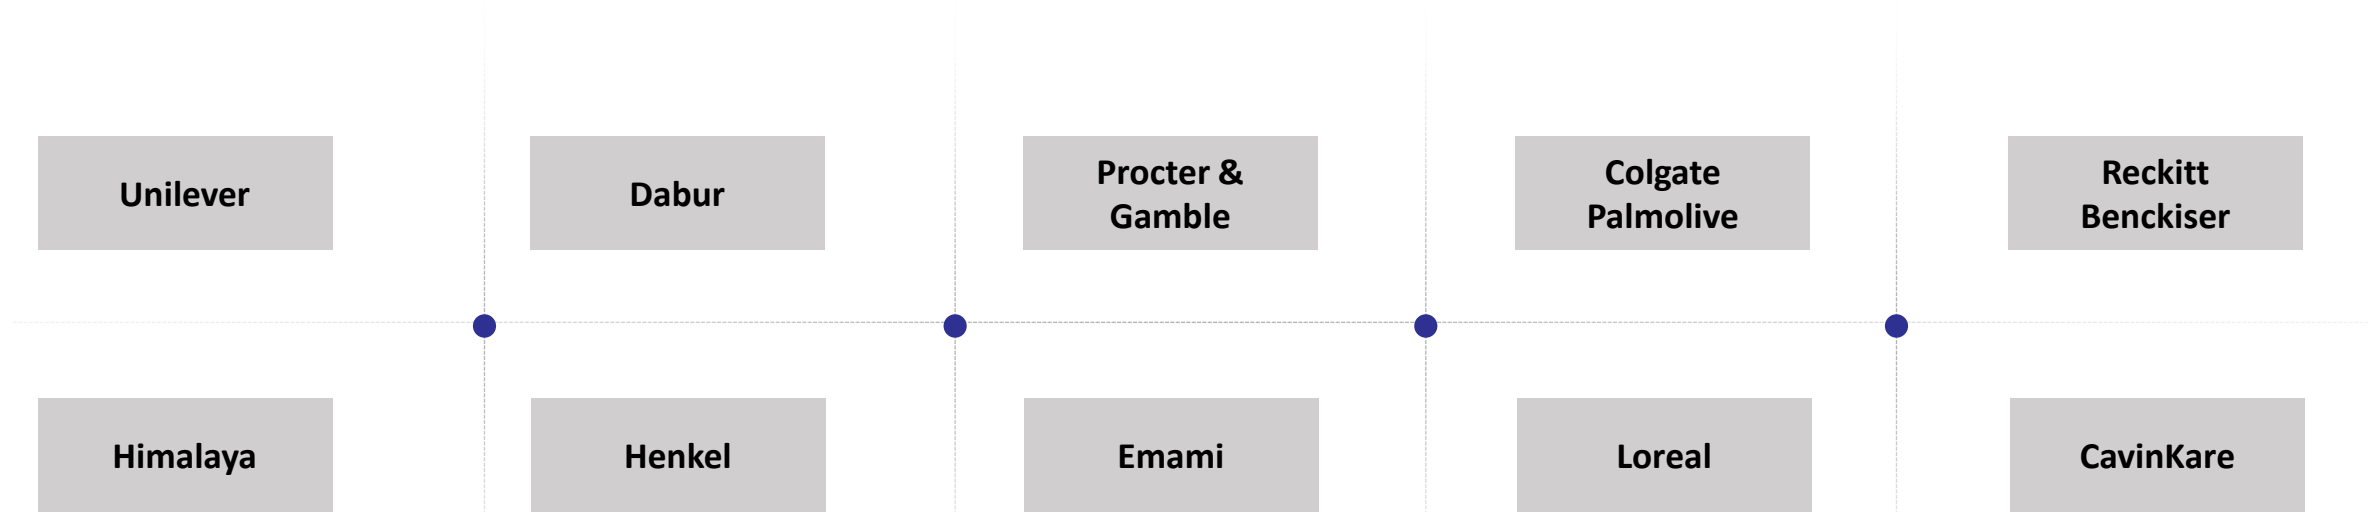 Unilever
Dabur
Procter &
Gamble
Colgate
Palmolive
Reckitt
Benckiser
Himalaya
Henkel
Emami
Loreal
CavinKare